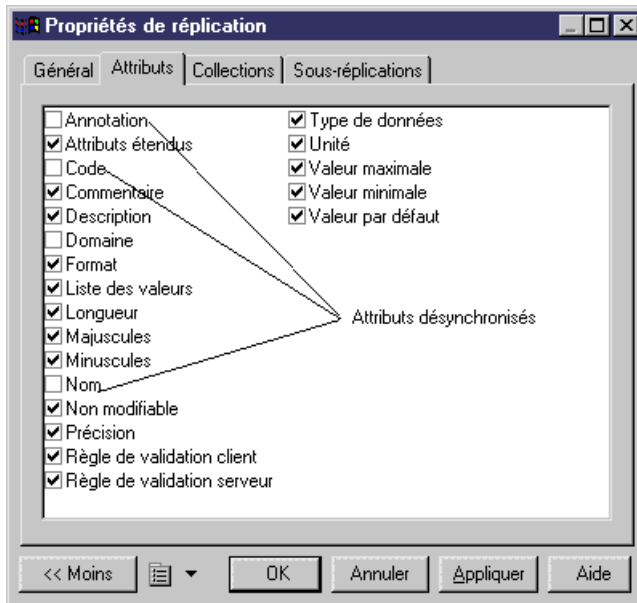 Propriétés de réplication
Général Attributs Collections Sous-réplications
Annotation
Attributs étendus
Code
Commentaire
Description
Domaine
Format
Liste des valeurs
Longueur
Majuscules
Minuscules
Nom
Non modifiable
Précision
Règle de validation client
Règle de validation serveur
Type de données
Unité
Valeur maximale
Valeur minimale
Valeur par défaut
Attributs désynchronisés
<< Moins OK Annuler Appliquer Aide